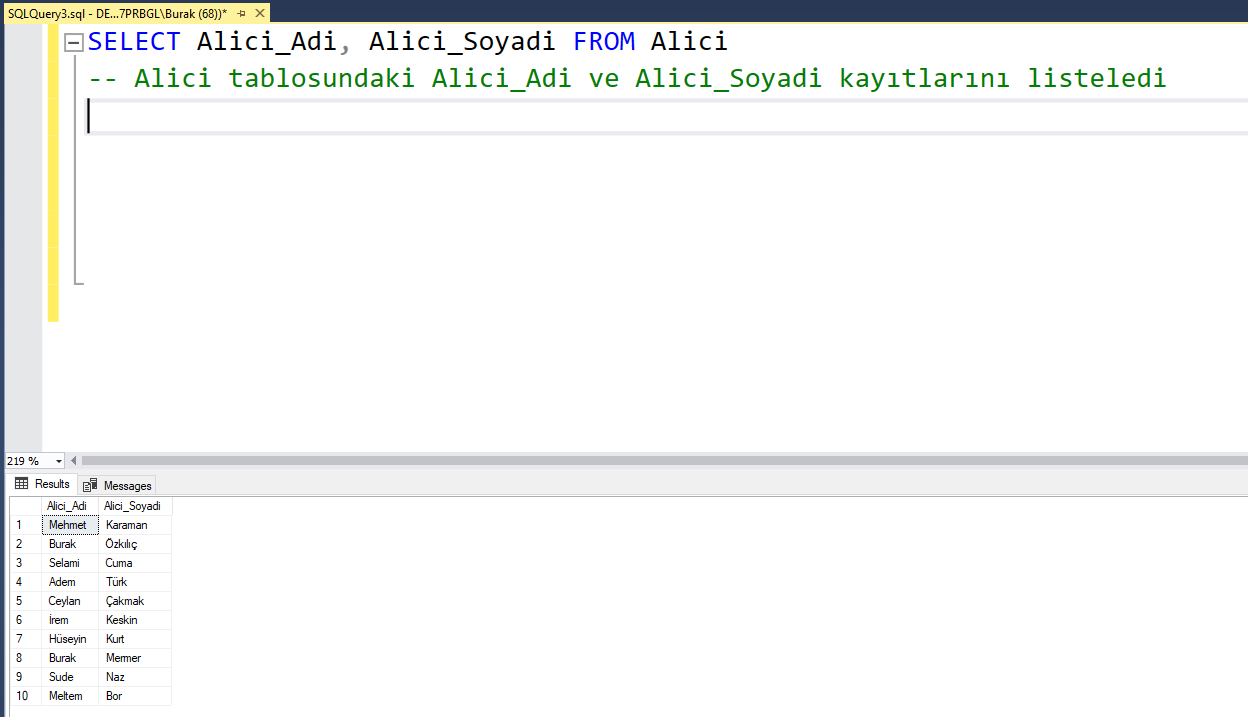 SQLQuery3.sql - DE...7PRBGL\Burak (68))*
SELECT Alici_Adi, Alici_Soyadi FROM Alici
-- Alici tablosundaki Alici_Adi ve Alici_Soyadi kayıtlarını listeledi
219 %
Results Messages
Alici_Adi Alici_Soyadi
1 Mehmet Karaman
2 Burak Özkılıç
3 Selami Cuma
4 Adem Türk
5 Ceylan Çakmak
6 İrem Keskin
7 Hüseyin Kurt
8 Burak Mermer
9 Sude Naz
10 Meltem Bor